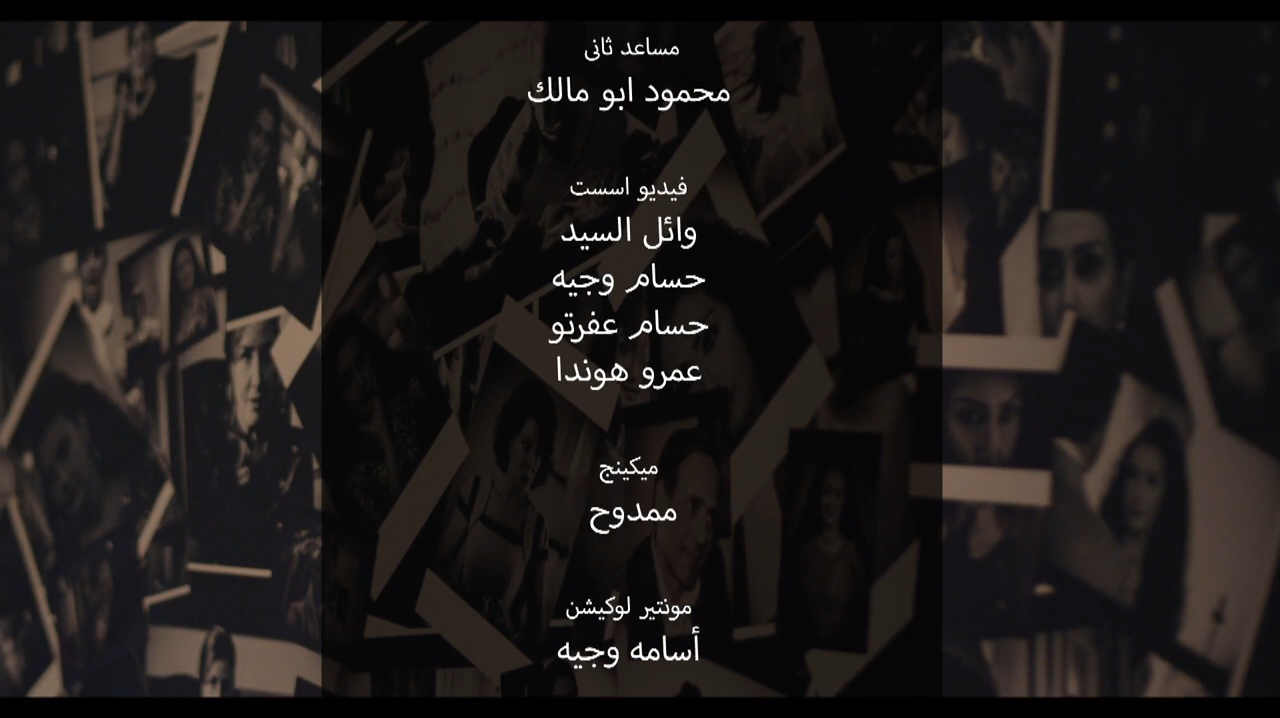 مساعد ثانى
محمود ابو مالك
فيديو اسست
وائل السيد
حسام وجيه
حسام عفرتو
عمرو هوندا
ميكينج
ممدوح
مونتير لوكيشن
أسامه وجيه